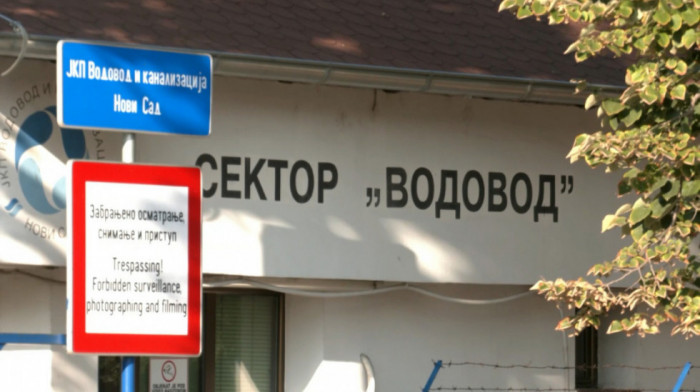 ЈКП Водовод и канализација
Нови Сад
СЕКТОР „ВОДОВОД”
Забрањено осматрање,
снимање и приступ
Trespassing!
Forbidden surveillance,
photographing and filming